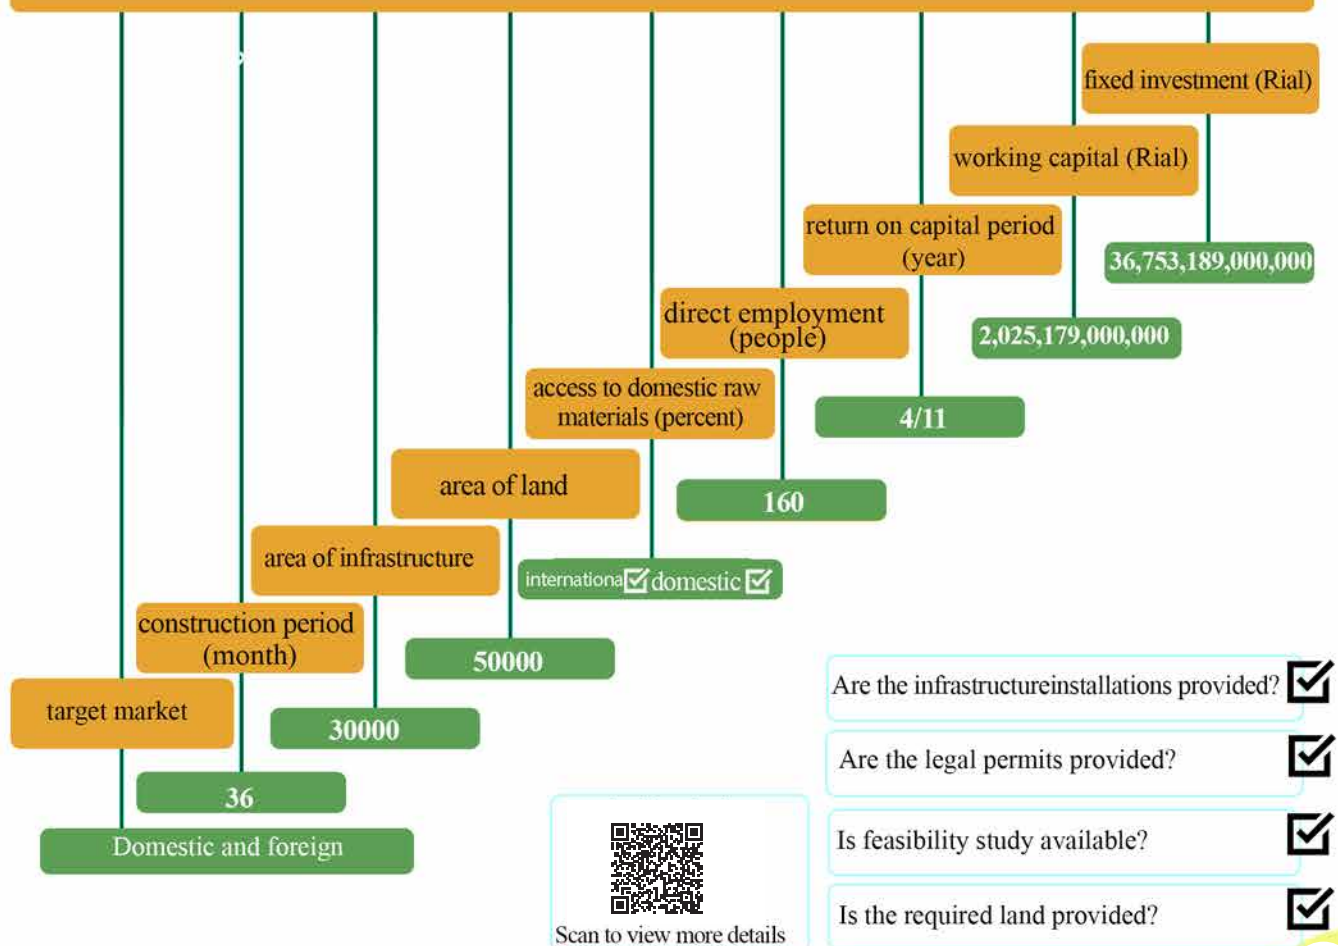 fixed investment (Rial)
36,753,189,000,000
working capital (Rial)
2,025,179,000,000
return on capital period
(year)
4/11
direct employment
(people)
160
access to domestic raw
materials (percent)
internationa domestic
area of land
50000
area of infrastructure
30000
construction period
(month)
36
target market
Domestic and foreign
Are the infrastructureinstallations provided?
Are the legal permits provided?
Is feasibility study available?
Is the required land provided?
Scan to view more details